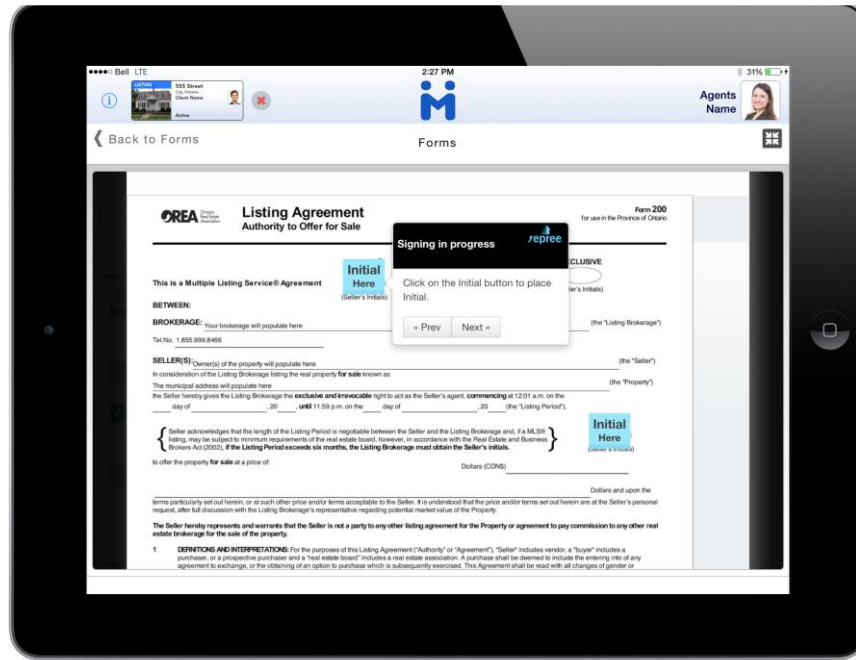 Bell LTE
2:27 PM
31%
LISTING
555 Street
City, Ontario
Client Name
Active
Agents
Name
Back to Forms
Forms
OREA Ontario Real Estate Association
Listing Agreement
Authority to Offer for Sale
Form 200
for use in the Province of Ontario
Signing in progress
repree
Click on the Initial button to place
Initial.
« Prev
Next »
Initial
Here
(Seller's Initials)
CLUSIVE
er's Initials)
This is a Multiple Listing Service® Agreement
BETWEEN:
BROKERAGE: Your brokerage will populate here (the "Listing Brokerage")
Tel.No. 1.855.999.8466
SELLER(S): Owner(s) of the property will populate here (the "Seller")
In consideration of the Listing Brokerage listing the real property for sale known as
The municipal address will populate here (the "Property")
the Seller hereby gives the Listing Brokerage the exclusive and irrevocable right to act as the Seller's agent, commencing at 12:01 a.m. on the
day of , 20 , until 11:59 p.m. on the day of , 20 (the "Listing Period"),
Seller acknowledges that the length of the Listing Period is negotiable between the Seller and the Listing Brokerage and, if a MLS®
listing, may be subject to minimum requirements of the real estate board, however, in accordance with the Real Estate and Business
Brokers Act (2002), if the Listing Period exceeds six months, the Listing Brokerage must obtain the Seller's initials.
Initial
Here
(Seller's Initials)
to offer the property for sale at a price of:
Dollars (CDN$)
Dollars and upon the
terms particularly set out herein, or at such other price and/or terms acceptable to the Seller. It is understood that the price and/or terms set out herein are at the Seller's personal
request, after full discussion with the Listing Brokerage's representative regarding potential market value of the Property.
The Seller hereby represents and warrants that the Seller is not a party to any other listing agreement for the Property or agreement to pay commission to any other real
estate brokerage for the sale of the property.
1 DEFINITIONS AND INTERPRETATIONS: For the purposes of this Listing Agreement ("Authority" or "Agreement"), "Seller" includes vendor, a "buyer" includes a
purchaser, or a prospective purchaser and a "real estate board" includes a real estate association. A purchase shall be deemed to include the entering into of any
agreement to exchange, or the obtaining of an option to purchase which is subsequently exercised. This Agreement shall be read with all changes of gender or